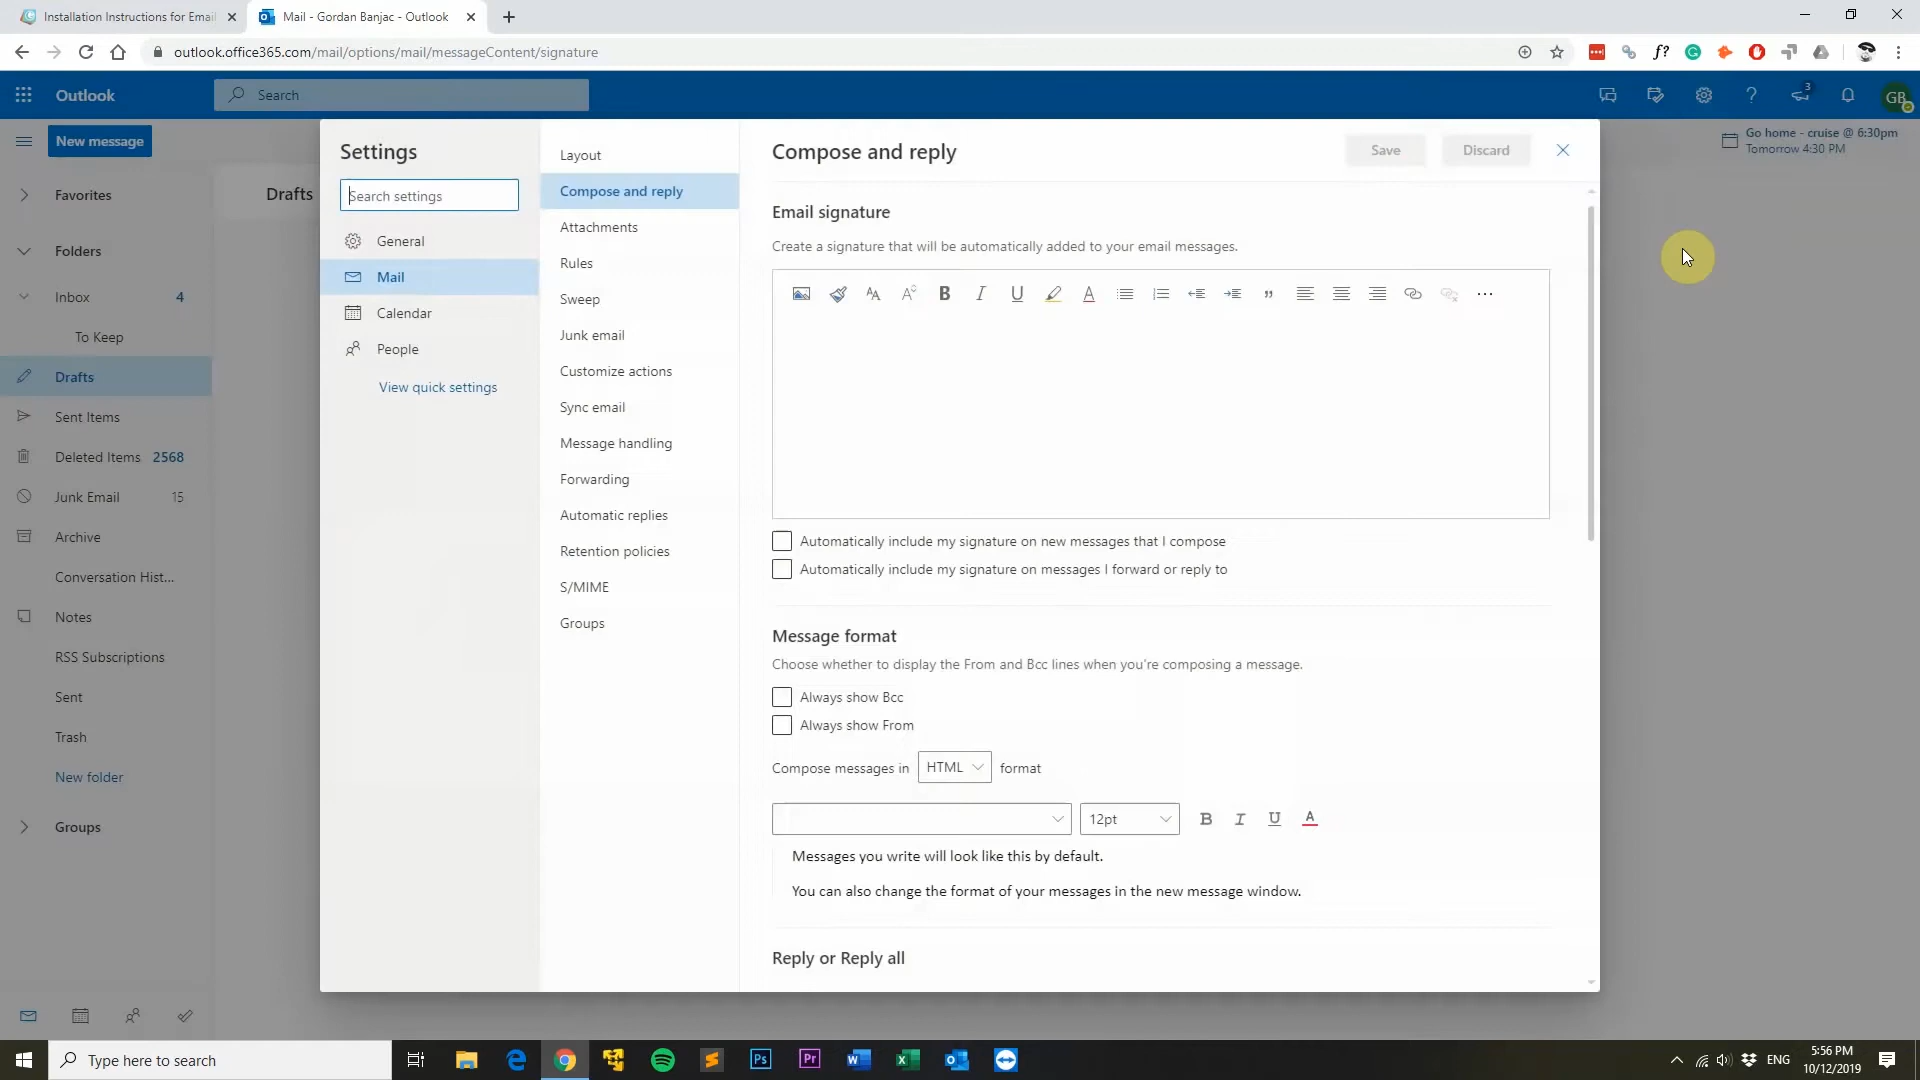 Installation Instructions for Email
Mail - Gordan Banjac - Outlook
outlook.office365.com/mail/options/mail/messageContent/signature
Outlook
Search
3
GB
New message
Go home - cruise @ 6:30pm
Tomorrow 4:30 PM
Favorites
Drafts
Folders
Inbox 4
To Keep
Drafts
Sent Items
Deleted Items 2568
Junk Email 15
Archive
Conversation Hist...
Notes
RSS Subscriptions
Sent
Trash
New folder
Groups
Settings
Search settings
General
Mail
Calendar
People
View quick settings
Layout
Compose and reply
Attachments
Rules
Sweep
Junk email
Customize actions
Sync email
Message handling
Forwarding
Automatic replies
Retention policies
S/MIME
Groups
Compose and reply
Save
Discard
Email signature
Create a signature that will be automatically added to your email messages.
Automatically include my signature on new messages that I compose
Automatically include my signature on messages I forward or reply to
Message format
Choose whether to display the From and Bcc lines when you're composing a message.
Always show Bcc
Always show From
Compose messages in HTML format
12pt B I U A
Messages you write will look like this by default.
You can also change the format of your messages in the new message window.
Reply or Reply all
Type here to search
ENG
5:56 PM
10/12/2019